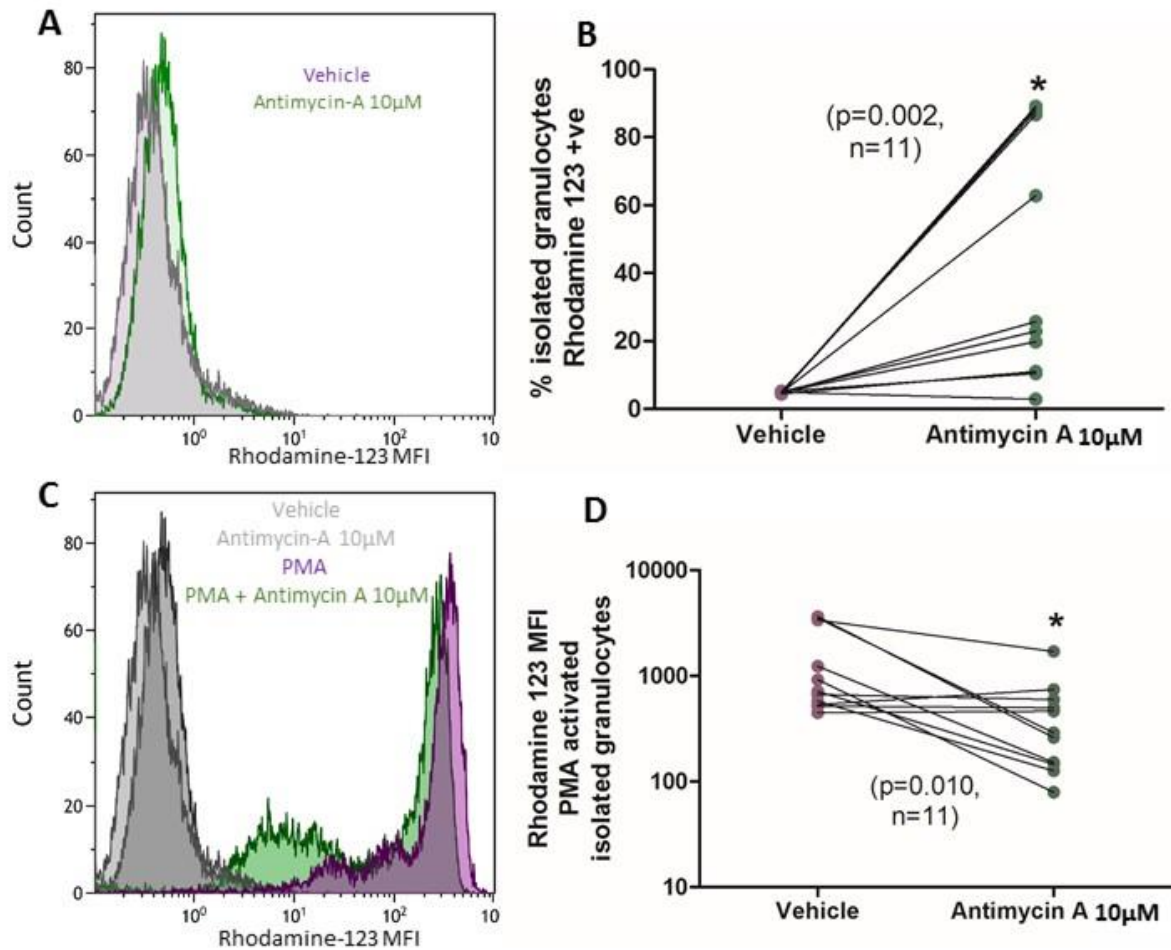 A
Vehicle
Antimycin-A 10µM
80
60
40
20
0
Count
10⁰
10¹
10²
10
Rhodamine-123 MFI
B
% isolated granulocytes
Rhodamine 123 +ve
100
80
60
40
20
0
(p=0.002,
n=11)
*
Vehicle
Antimycin A 10µM
C
Vehicle
Antimycin-A 10µM
PMA
PMA + Antimycin A 10µM
80
60
40
20
0
Count
10⁰
10¹
10²
10
Rhodamine-123 MFI
D
Rhodamine 123 MFI
PMA activated
isolated granulocytes
10000
1000
100
10
*
(p=0.010,
n=11)
Vehicle
Antimycin A 10µM